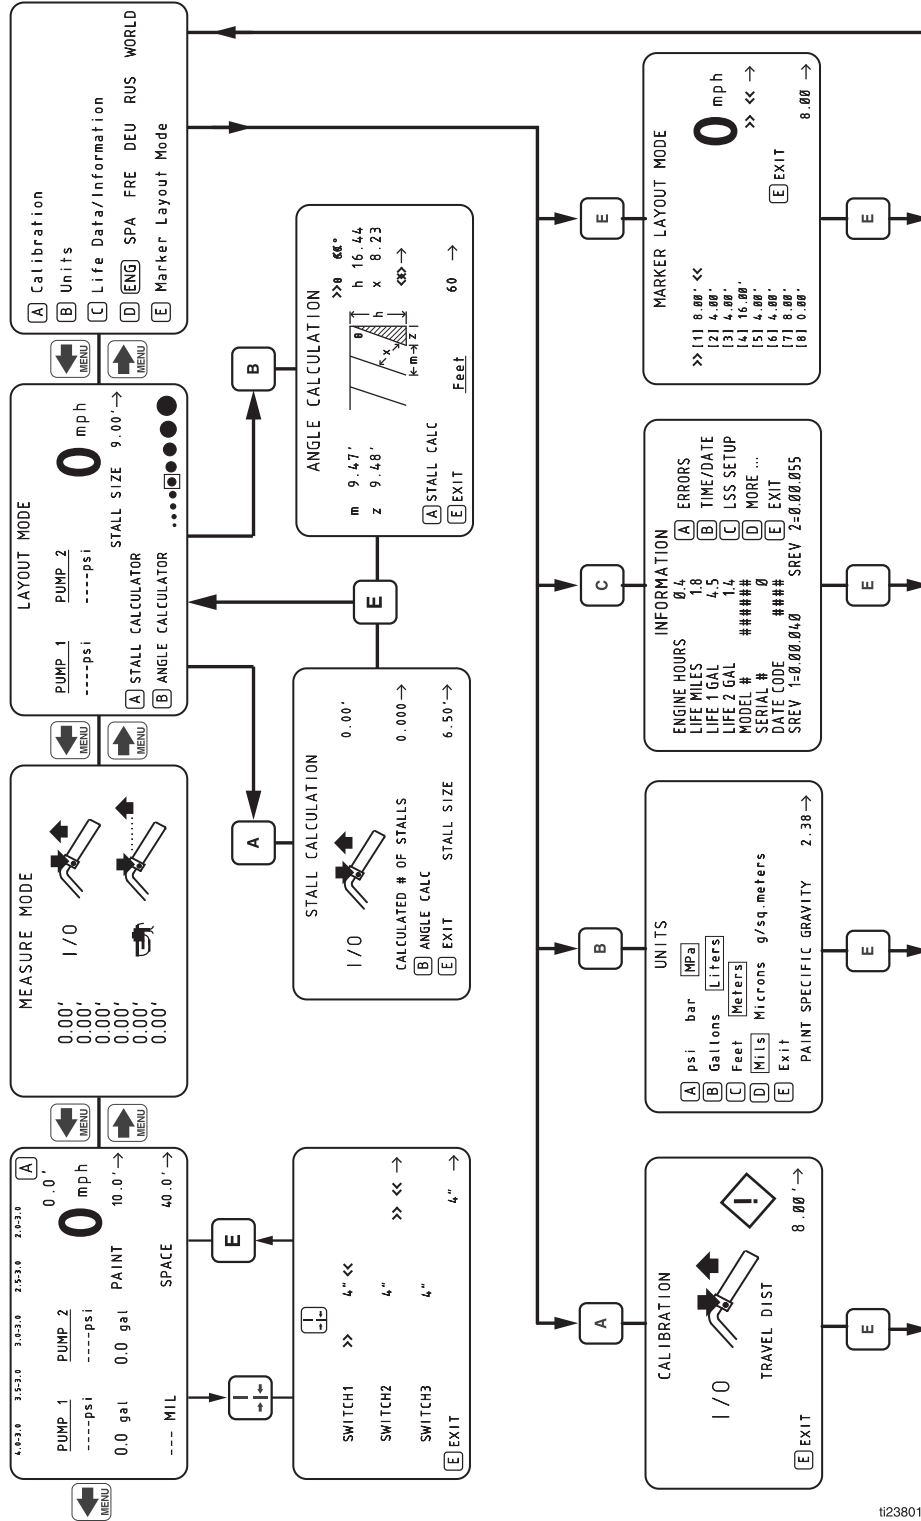 MENU
4.0-3.0 3.5-3.0 3.0-3.0 2.5-3.0 2.0-3.0
A
PUMP 1 PUMP 2 0.0'
----psi ----psi 0 mph
0.0 gal 0.0 gal PAINT 10.0'→
--- MIL SPACE 40.0'→
MENU
MENU
MEASURE MODE
0.00' I/O
0.00'
0.00'
0.00'
0.00'
0.00'
MENU
MENU
LAYOUT MODE
PUMP 1 PUMP 2
----psi ----psi 0 mph
STALL SIZE 9.00'→
A STALL CALCULATOR
B ANGLE CALCULATOR
MENU
MENU
A Calibration
B Units
C Life Data/Information
D ENG SPA FRE DEU RUS WORLD
E Marker Layout Mode
E
A
B
SWITCH1 >> 4" <<
SWITCH2 4" >> << →
SWITCH3 4"
E EXIT 4" →
STALL CALCULATION
I/O 0.00'
CALCULATED # OF STALLS 0.000→
B ANGLE CALC
E EXIT STALL SIZE 6.50'→
E
ANGLE CALCULATION
m 9.47' h 16.44
z 9.48' x 8.23
θ
h
x
m z
A STALL CALC
E EXIT Feet 60 →
A
B
C
E
CALIBRATION
I/O
!
TRAVEL DIST 8.00'→
E EXIT
UNITS
A psi bar MPa
B Gallons Liters
C Feet Meters
D Mils Microns g/sq.meters
E Exit
PAINT SPECIFIC GRAVITY 2.38→
INFORMATION
ENGINE HOURS 0.4 A ERRORS
LIFE MILES 1.8 B TIME/DATE
LIFE 1 GAL 4.5 C LSS SETUP
LIFE 2 GAL 1.4 D MORE ...
MODEL # ######
SERIAL # 0
DATE CODE #### E EXIT
SREV 1=0.00.040 SREV 2=0.00.055
MARKER LAYOUT MODE
>> [1] 8.00' <<
[2] 4.00' 0 mph
[3] 4.00'
[4] 16.00' >> << →
[5] 4.00'
[6] 4.00'
[7] 8.00' E EXIT
[8] 0.00' 8.00 →
E
E
E
E
ti23801